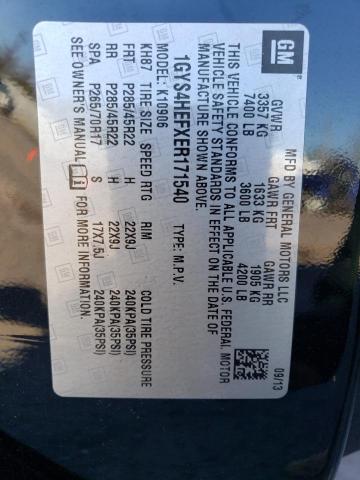 GM
MFD BY GENERAL MOTORS LLC
09/13
GVWR GAWR FRT GAWR RR
3357 KG 1633 KG 1905 KG
7400 LB 3600 LB 4200 LB
THIS VEHICLE CONFORMS TO ALL APPLICABLE U.S. FEDERAL MOTOR
VEHICLE SAFETY STANDARDS IN EFFECT ON THE DATE OF
MANUFACTURE SHOWN ABOVE.
1GYS4HEFXER171540 TYPE: M.P.V.
MODEL: K10906
KH87 TIRE SIZE SPEED RTG RIM COLD TIRE PRESSURE
FRT P285/45R22 H 22X9J 240KPA(35PSI)
RR P285/45R22 H 22X9J 240KPA(35PSI)
SPA P265/70R17 S 17X7.5J 240KPA(35PSI)
SEE OWNER'S MANUAL FOR MORE INFORMATION.